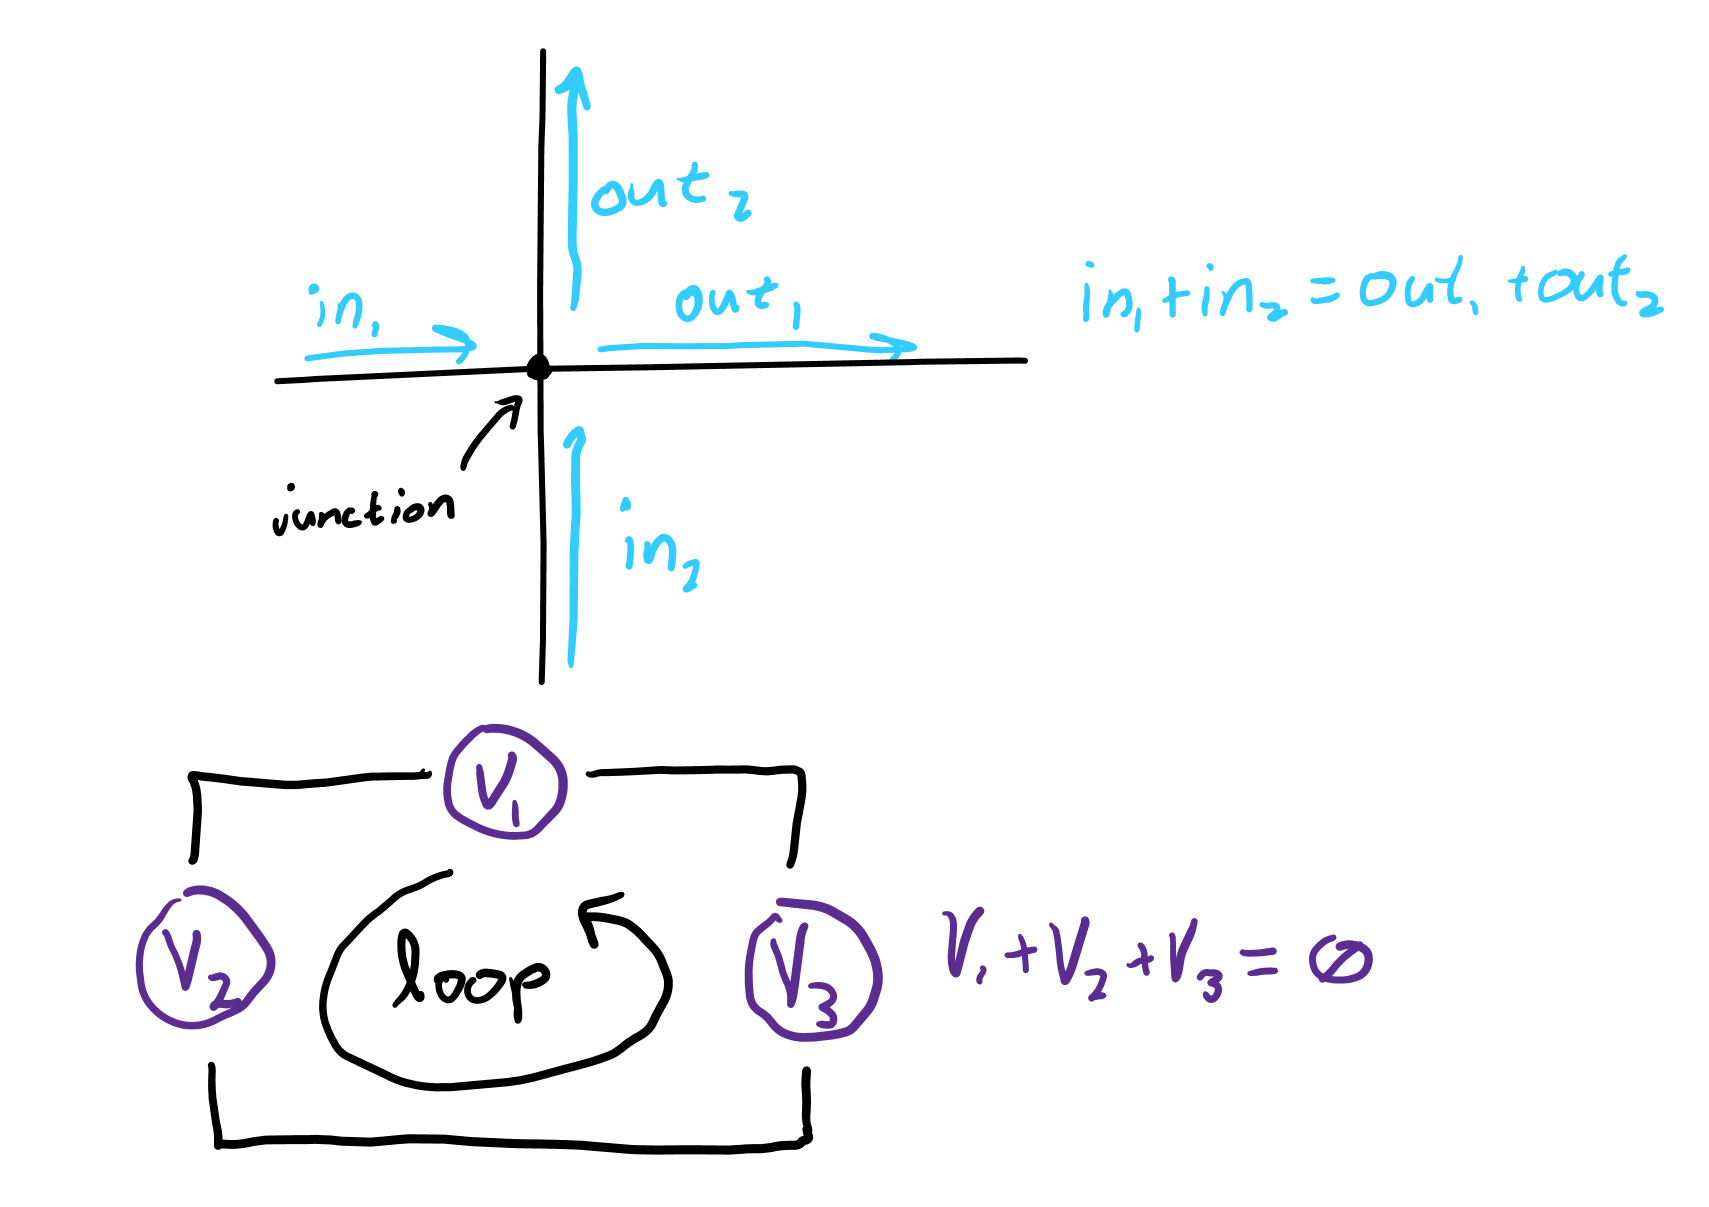 out₂
in₁
out₁
in₁ + in₂ = out₁ + out₂
junction
in₂
V₁
V₂
loop
V₃
V₁ + V₂ + V₃ = ∅